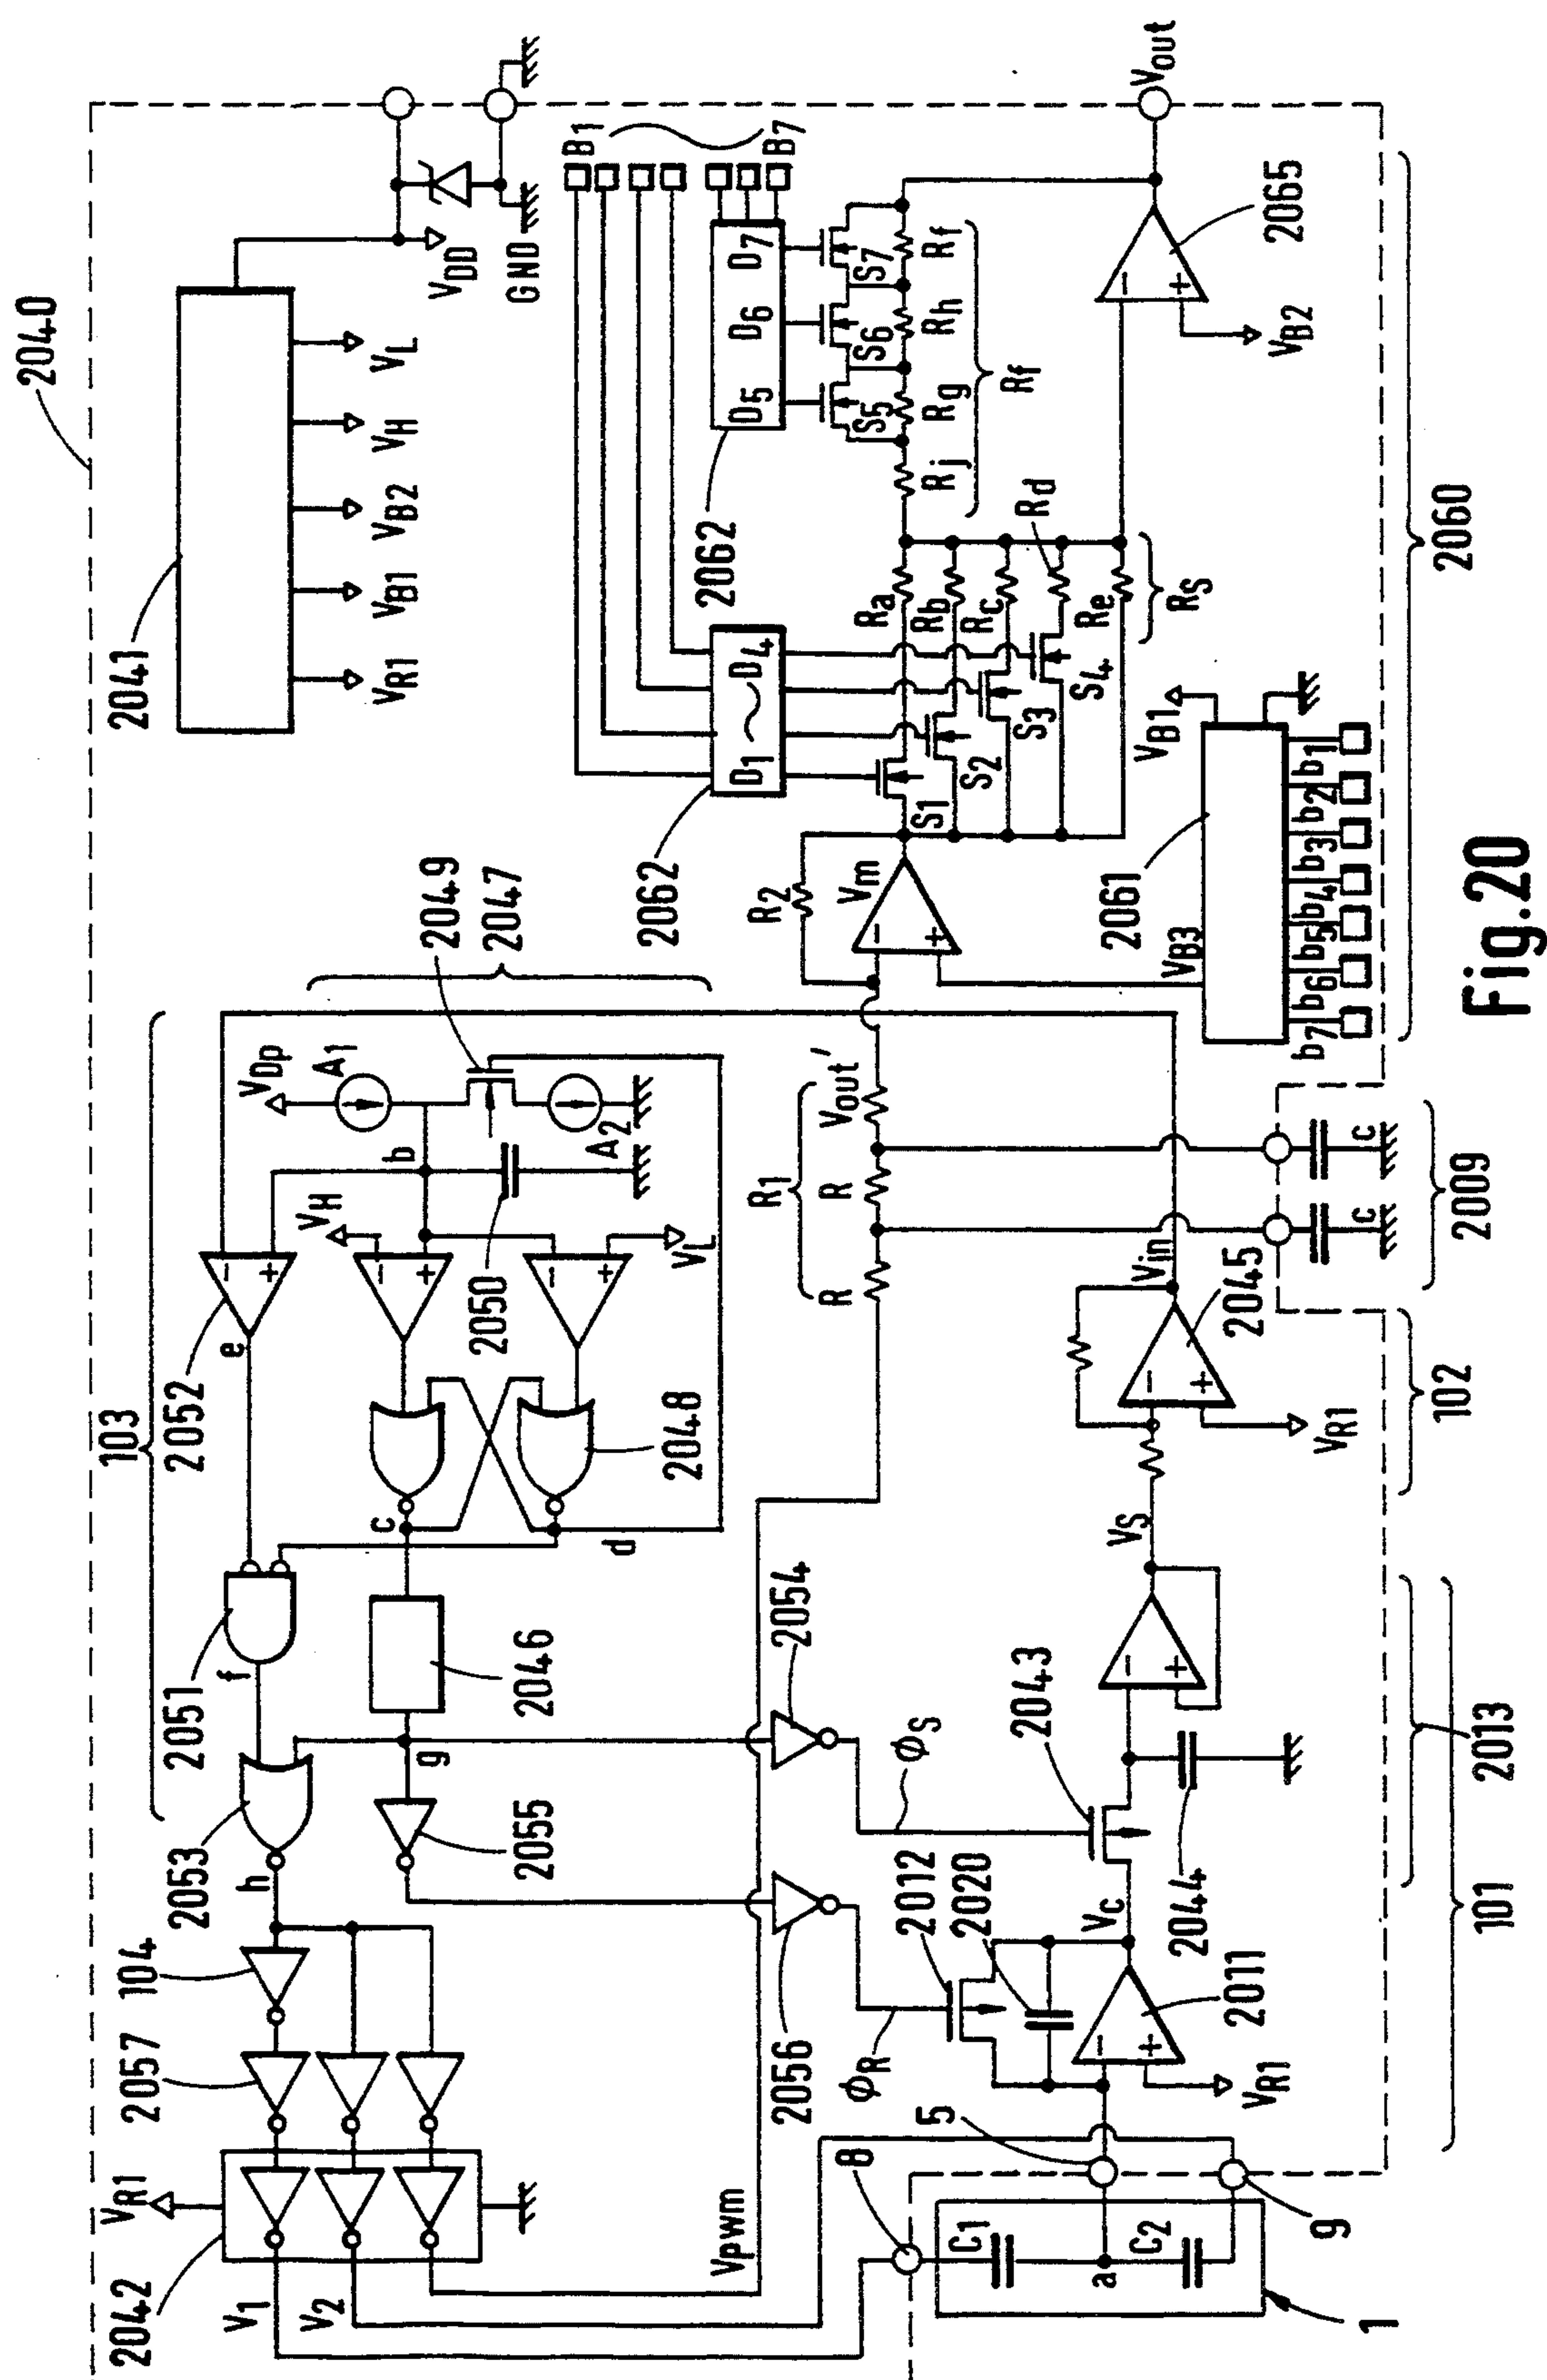 2040
2041
VR1
VB1
VB2
VH
VL
VDD
GND
103
2052
e
2051
f
2053
h
104
2057
VR1
2042
V1
V2
Vpwm
VDp
A1
2049
2047
b
VH
A2
2050
VL
2048
c
d
2046
g
2055
2054
ΦS
2056
ΦR
2062
D1 ~ D4
2062
D5 D6 D7
B1
B7
S5
S6
S7
Rj
Rg
Rh
Rf
Rf
R2
Vm
S1
S2
S3
S4
Ra
Rb
Rc
Rd
Re
RS
2065
VB2
Vout
R1
R
R
Vout'
VB3
2061
VB1
b7
b6
b5
b4
b3
b2
b1
2060
c
c
2009
Vin
2045
VR1
102
VS
2043
2013
2044
Vc
2012
2020
2011
VR1
101
5
8
9
C1
a
C2
1
Fig.20